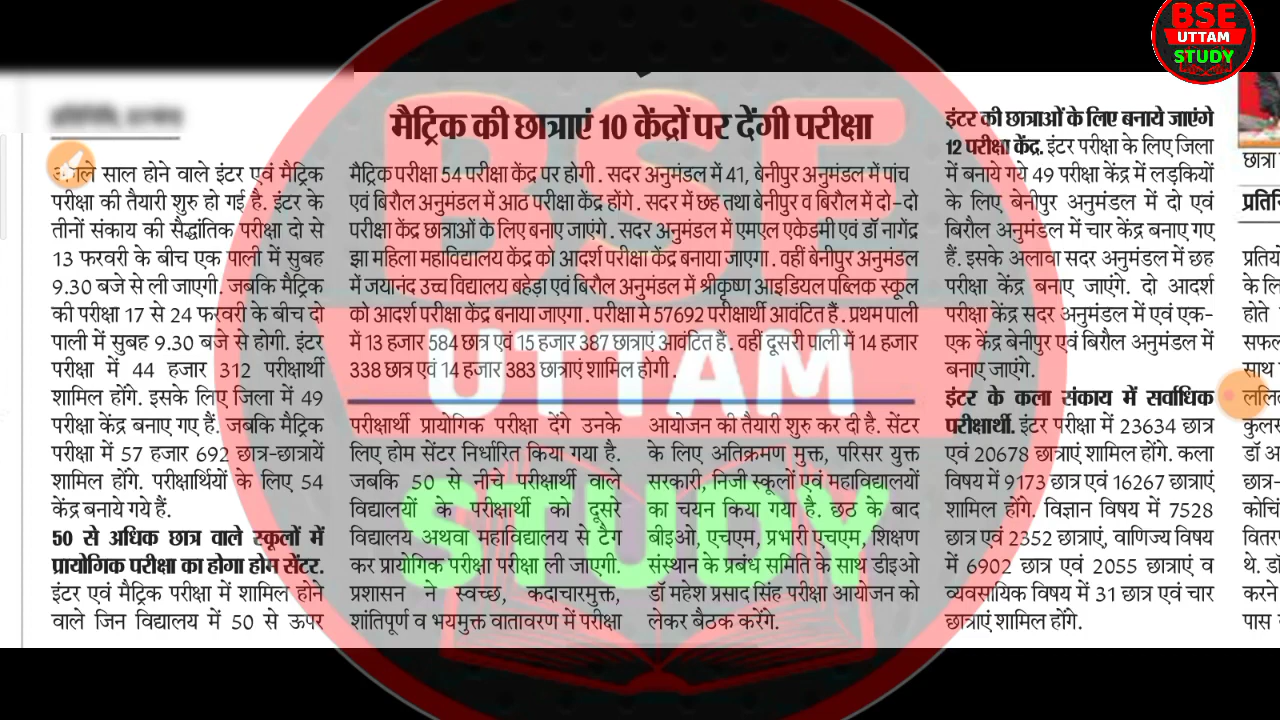 BSE
UTTAM
STUDY
अगले साल होने वाले इंटर एवं मैट्रिक
परीक्षा की तैयारी शुरु हो गई है. इंटर के
तीनों संकाय की सैद्धांतिक परीक्षा दो से
13 फरवरी के बीच एक पाली में सुबह
9.30 बजे से ली जाएगी. जबकि मैट्रिक
की परीक्षा 17 से 24 फरवरी के बीच दो
पाली में सुबह 9.30 बजे से होगी. इंटर
परीक्षा में 44 हजार 312 परीक्षार्थी
शामिल होंगे. इसके लिए जिला में 49
परीक्षा केंद्र बनाए गए हैं. जबकि मैट्रिक
परीक्षा में 57 हजार 692 छात्र-छात्रायें
शामिल होंगे. परीक्षार्थियों के लिए 54
केंद्र बनाये गये हैं.
50 से अधिक छात्र वाले स्कूलों में
प्रायोगिक परीक्षा का होगा होम सेंटर.
इंटर एवं मैट्रिक परीक्षा में शामिल होने
वाले जिन विद्यालय में 50 से ऊपर
मैट्रिक की छात्राएं 10 केंद्रों पर देंगी परीक्षा
मैट्रिक परीक्षा 54 परीक्षा केंद्र पर होगी . सदर अनुमंडल में 41, बेनीपुर अनुमंडल में पांच
एवं बिरौल अनुमंडल में आठ परीक्षा केंद्र होंगे . सदर में छह तथा बेनीपुर व बिरौल में दो-दो
परीक्षा केंद्र छात्राओं के लिए बनाए जाएंगे . सदर अनुमंडल में एमएल एकेडमी एवं डॉ नागेंद्र
झा महिला महाविद्यालय केंद्र को आदर्श परीक्षा केंद्र बनाया जाएगा . वहीं बेनीपुर अनुमंडल
में जयानंद उच्च विद्यालय बहेड़ा एवं बिरौल अनुमंडल में श्रीकृष्ण आइडियल पब्लिक स्कूल
को आदर्श परीक्षा केंद्र बनाया जाएगा . परीक्षा में 57692 परीक्षार्थी आवंटित हैं . प्रथम पाली
में 13 हजार 584 छात्र एवं 15 हजार 387 छात्राएं आवंटित हैं . वहीं दूसरी पाली में 14 हजार
338 छात्र एवं 14 हजार 383 छात्राएं शामिल होगी .
परीक्षार्थी प्रायोगिक परीक्षा देंगे उनके
लिए होम सेंटर निर्धारित किया गया है.
जबकि 50 से नीचे परीक्षार्थी वाले
विद्यालयों के परीक्षार्थी को दूसरे
विद्यालय अथवा महाविद्यालय से टैग
कर प्रायोगिक परीक्षा परीक्षा ली जाएगी.
प्रशासन ने स्वच्छ, कदाचारमुक्त,
शांतिपूर्ण व भयमुक्त वातावरण में परीक्षा
आयोजन की तैयारी शुरु कर दी है. सेंटर
के लिए अतिक्रमण मुक्त, परिसर युक्त
सरकारी, निजी स्कूलों एवं महाविद्यालयों
का चयन किया गया है. छठ के बाद
बीइओ, एचएम, प्रभारी एचएम, शिक्षण
संस्थान के प्रबंध समिति के साथ डीइओ
डॉ महेश प्रसाद सिंह परीक्षा आयोजन को
लेकर बैठक करेंगे.
इंटर की छात्राओं के लिए बनाये जाएंगे
12 परीक्षा केंद्र. इंटर परीक्षा के लिए जिला
में बनाये गये 49 परीक्षा केंद्र में लड़कियों
के लिए बेनीपुर अनुमंडल में दो एवं
बिरौल अनुमंडल में चार केंद्र बनाए गए
हैं. इसके अलावा सदर अनुमंडल में छह
परीक्षा केंद्र बनाए जाएंगे. दो आदर्श
परीक्षा केंद्र सदर अनुमंडल में एवं एक-
एक केंद्र बेनीपुर एवं बिरौल अनुमंडल में
बनाए जाएंगे.
इंटर के कला संकाय में सर्वाधिक
परीक्षार्थी. इंटर परीक्षा में 23634 छात्र
एवं 20678 छात्राएं शामिल होंगे. कला
विषय में 9173 छात्र एवं 16267 छात्राएं
शामिल होंगे. विज्ञान विषय में 7528
छात्र एवं 2352 छात्राएं, वाणिज्य विषय
में 6902 छात्र एवं 2055 छात्राएं व
व्यवसायिक विषय में 31 छात्र एवं चार
छात्राएं शामिल होंगे.
छात्रा
प्रति
के लि
होते
सफल
साथ
ललि
कुलस
डॉ अ
छात्र-
कोचि
वितर
थे. डॉ
करने
पास
BSE
UTTAM
STUDY